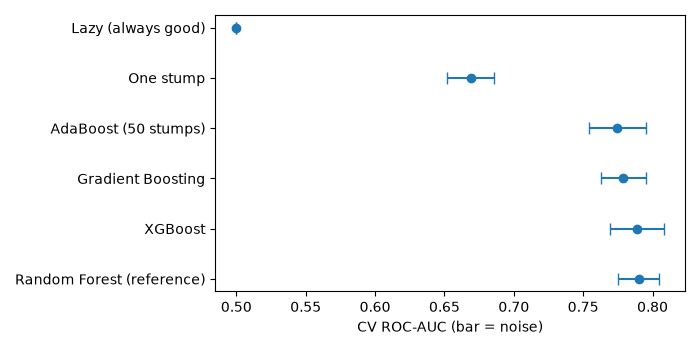 Lazy (always good)
One stump
AdaBoost (50 stumps)
Gradient Boosting
XGBoost
Random Forest (reference)
0.50 0.55 0.60 0.65 0.70 0.75 0.80
CV ROC-AUC (bar = noise)